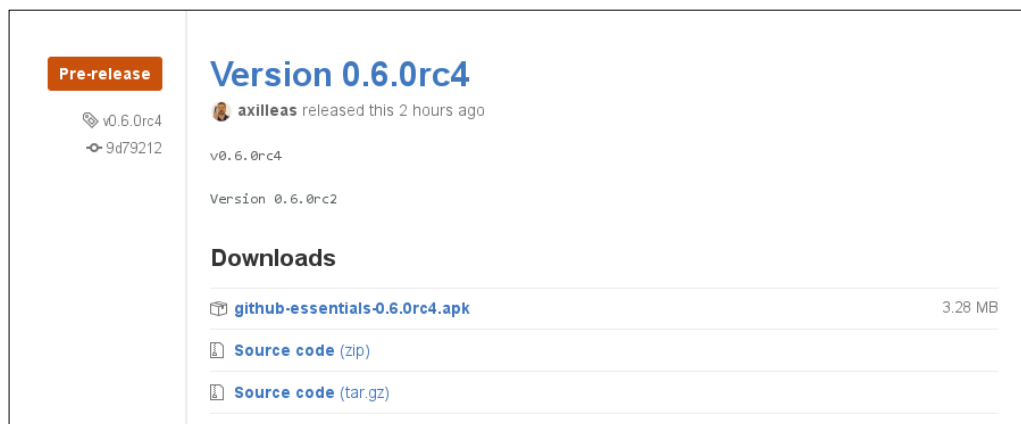 Pre-release
v0.6.0rc4
9d79212
Version 0.6.0rc4
axilleas released this 2 hours ago
v0.6.0rc4
Version 0.6.0rc2
Downloads
github-essentials-0.6.0rc4.apk 3.28 MB
Source code (zip)
Source code (tar.gz)